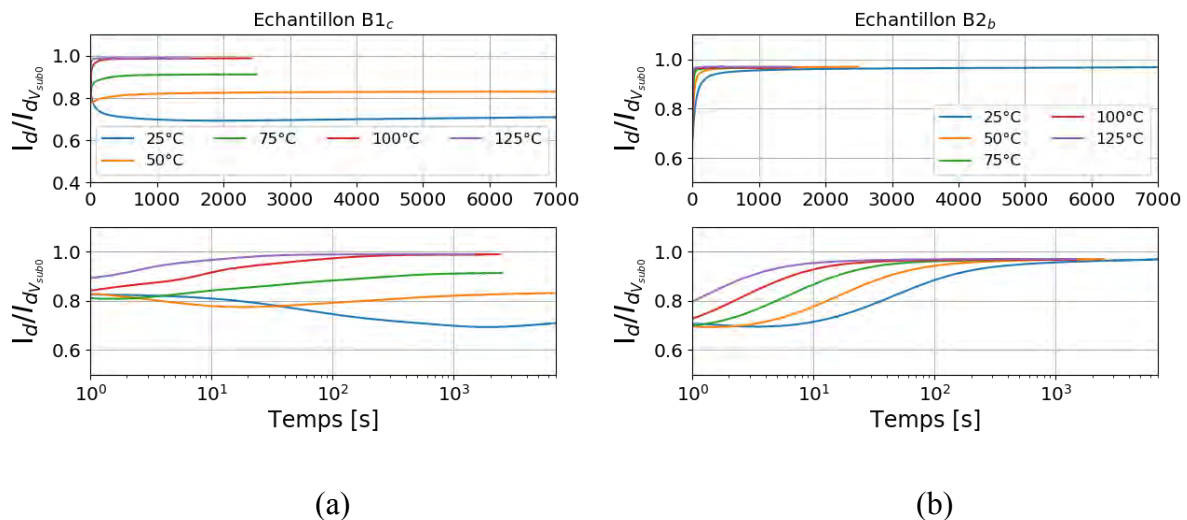 Echantillon B1c
1.0
0.8
0.6
0.4
Id/IdVsub0
25°C 75°C 100°C 125°C
50°C
0 1000 2000 3000 4000 5000 6000 7000
1.0
0.8
0.6
Id/IdVsub0
10^0 10^1 10^2 10^3
Temps [s]
(a)
Echantillon B2b
1.0
0.8
0.6
Id/IdVsub0
25°C 100°C
50°C 125°C
75°C
0 1000 2000 3000 4000 5000 6000 7000
1.0
0.8
0.6
Id/IdVsub0
10^0 10^1 10^2 10^3
Temps [s]
(b)